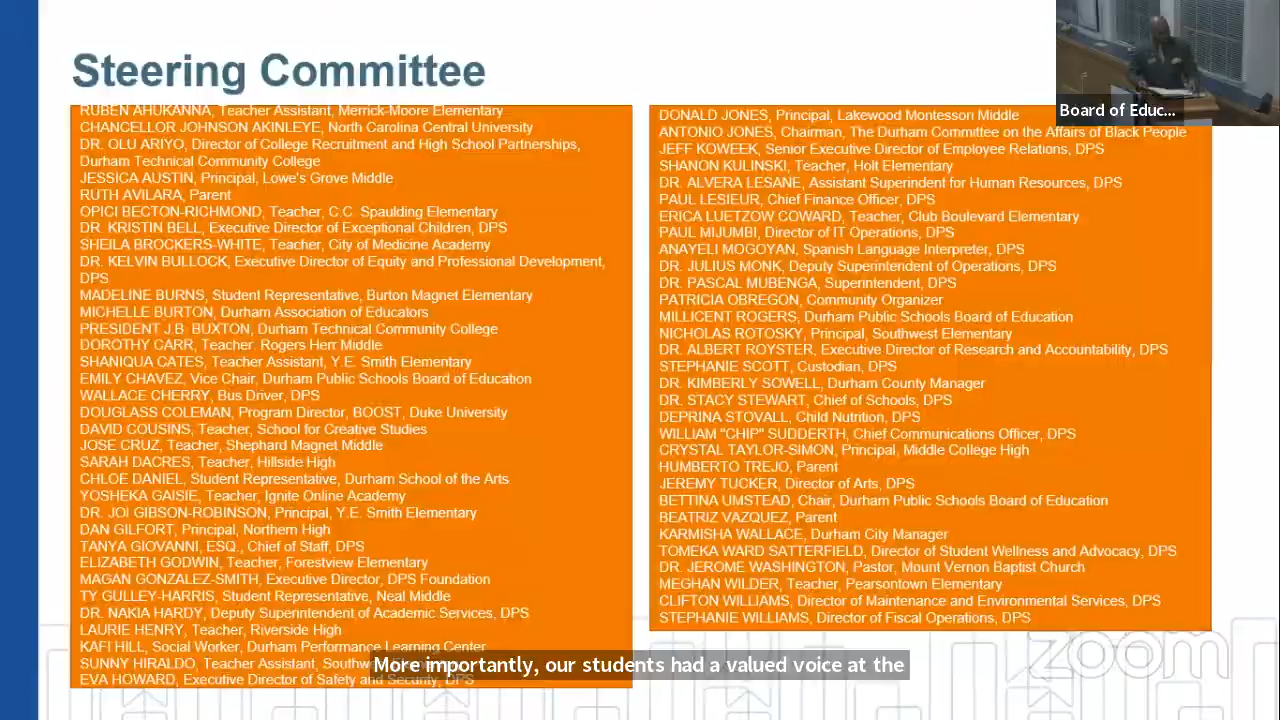 Steering Committee
RUBEN AHUKANNA, Teacher Assistant, Merrick-Moore Elementary
CHANCELLOR JOHNSON AKINLEYE, North Carolina Central University
DR. OLU ARIYO, Director of College Recruitment and High School Partnerships,
Durham Technical Community College
JESSICA AUSTIN, Principal, Lowe's Grove Middle
RUTH AVILARA, Parent
OPICI BECTON-RICHMOND, Teacher, C.C. Spaulding Elementary
DR. KRISTIN BELL, Executive Director of Exceptional Children, DPS
SHEILA BROCKERS-WHITE, Teacher, City of Medicine Academy
DR. KELVIN BULLOCK, Executive Director of Equity and Professional Development,
DPS
MADELINE BURNS, Student Representative, Burton Magnet Elementary
MICHELLE BURTON, Durham Association of Educators
PRESIDENT J.B. BUXTON, Durham Technical Community College
DOROTHY CARR, Teacher. Rogers Herr Middle
SHANIQUA CATES, Teacher Assistant, Y.E. Smith Elementary
EMILY CHAVEZ, Vice Chair, Durham Public Schools Board of Education
WALLACE CHERRY, Bus Driver, DPS
DOUGLASS COLEMAN, Program Director, BOOST, Duke University
DAVID COUSINS, Teacher, School for Creative Studies
JOSE CRUZ, Teacher, Shephard Magnet Middle
SARAH DACRES, Teacher, Hillside High
CHLOE DANIEL, Student Representative, Durham School of the Arts
YOSHEKA GAISIE, Teacher, Ignite Online Academy
DR. JOI GIBSON-ROBINSON, Principal, Y.E. Smith Elementary
DAN GILFORT, Principal, Northern High
TANYA GIOVANNI, ESQ., Chief of Staff, DPS
ELIZABETH GODWIN, Teacher, Forestview Elementary
MAGAN GONZALEZ-SMITH, Executive Director, DPS Foundation
TY GULLEY-HARRIS, Student Representative, Neal Middle
DR. NAKIA HARDY, Deputy Superintendent of Academic Services, DPS
LAURIE HENRY, Teacher, Riverside High
KAFI HILL, Social Worker, Durham Performance Learning Center
SUNNY HIRALDO, Teacher Assistant,
EVA HOWARD, Executive Director of Safety and Security, DPS
DONALD JONES, Principal, Lakewood Montessori Middle
ANTONIO JONES, Chairman, The Durham Committee on the Affairs of Black People
JEFF KOWEEK, Senior Executive Director of Employee Relations, DPS
SHANON KULINSKI, Teacher, Holt Elementary
DR. ALVERA LESANE, Assistant Superindent for Human Resources, DPS
PAUL LESIEUR, Chief Finance Officer, DPS
ERICA LUETZOW COWARD, Teacher, Club Boulevard Elementary
PAUL MIJUMBI, Director of IT Operations, DPS
ANAYELI MOGOYAN, Spanish Language Interpreter, DPS
DR. JULIUS MONK, Deputy Superintendent of Operations, DPS
DR. PASCAL MUBENGA, Superintendent, DPS
PATRICIA OBREGON, Community Organizer
MILLICENT ROGERS, Durham Public Schools Board of Education
NICHOLAS ROTOSKY, Principal, Southwest Elementary
DR. ALBERT ROYSTER, Executive Director of Research and Accountability, DPS
STEPHANIE SCOTT, Custodian, DPS
DR. KIMBERLY SOWELL, Durham County Manager
DR. STACY STEWART, Chief of Schools, DPS
DEPRINA STOVALL, Child Nutrition, DPS
WILLIAM "CHIP" SUDDERTH, Chief Communications Officer, DPS
CRYSTAL TAYLOR-SIMON, Principal, Middle College High
HUMBERTO TREJO, Parent
JEREMY TUCKER, Director of Arts, DPS
BETTINA UMSTEAD, Chair, Durham Public Schools Board of Education
BEATRIZ VAZQUEZ, Parent
KARMISHA WALLACE, Durham City Manager
TOMEKA WARD SATTERFIELD, Director of Student Wellness and Advocacy, DPS
DR. JEROME WASHINGTON, Pastor, Mount Vernon Baptist Church
MEGHAN WILDER, Teacher, Pearsontown Elementary
CLIFTON WILLIAMS, Director of Maintenance and Environmental Services, DPS
STEPHANIE WILLIAMS, Director of Fiscal Operations, DPS
Board of Educ...
More importantly, our students had a valued voice at the
zoom